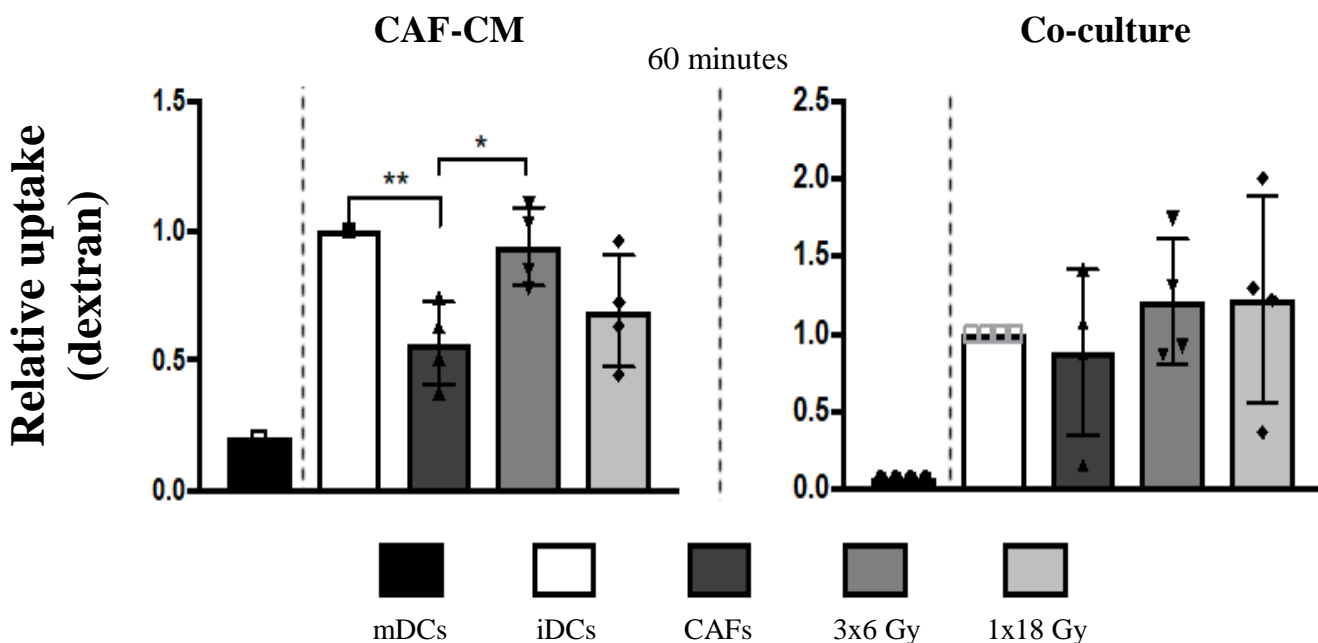 CAF-CM
Co-culture
60 minutes
Relative uptake
(dextran)
1.5
1.0
0.5
0.0
**
*
2.5
2.0
1.5
1.0
0.5
0.0
mDCs iDCs CAFs 3x6 Gy 1x18 Gy